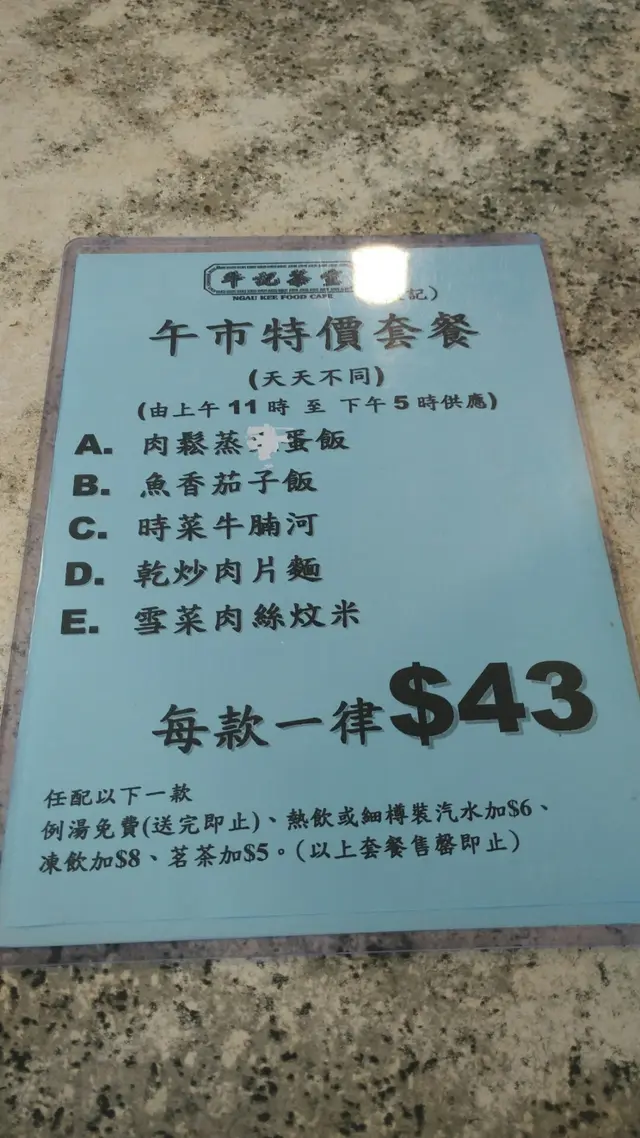 牛記茶室
NGAU KEE FOOD CAFE
記)
午市特價套餐
(天天不同)
(由上午11時 至 下午5時供應)
A. 肉鬆蒸蛋飯
B. 魚香茄子飯
C. 時菜牛腩河
D. 乾炒肉片麵
E. 雪菜肉絲炆米
每款一律$43
任配以下一款
例湯免費(送完即止)、熱飲或細樽裝汽水加$6、
凍飲加$8、茗茶加$5。(以上套餐售罄即止)